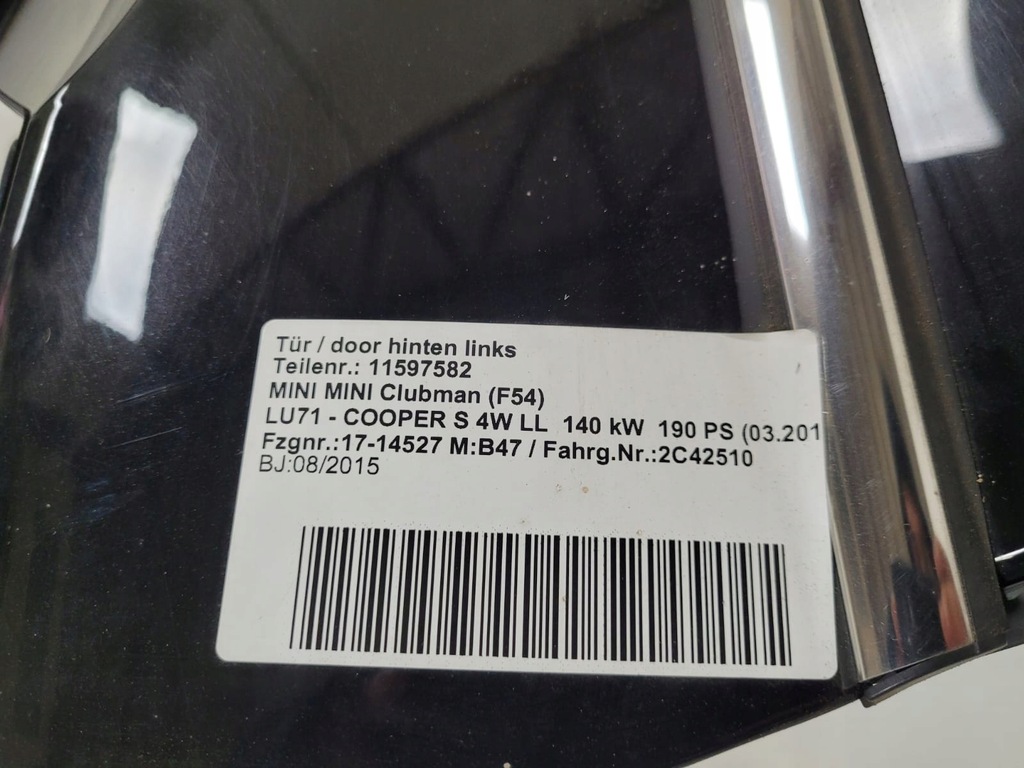 Tür / door hinten links
Teilenr.: 11597582
MINI MINI Clubman (F54)
LU71 - COOPER S 4W LL 140 kW 190 PS (03.201
Fzgnr.:17-14527 M:B47 / Fahrg.Nr.:2C42510
BJ:08/2015